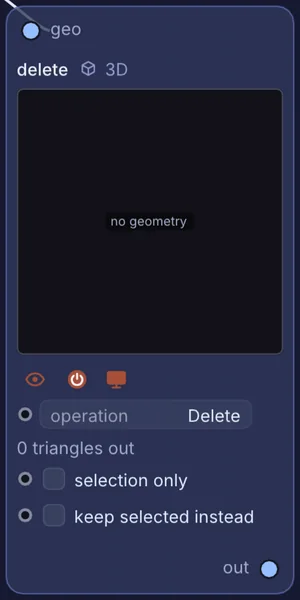 geo
delete 3D
no geometry
operation Delete
0 triangles out
selection only
keep selected instead
out